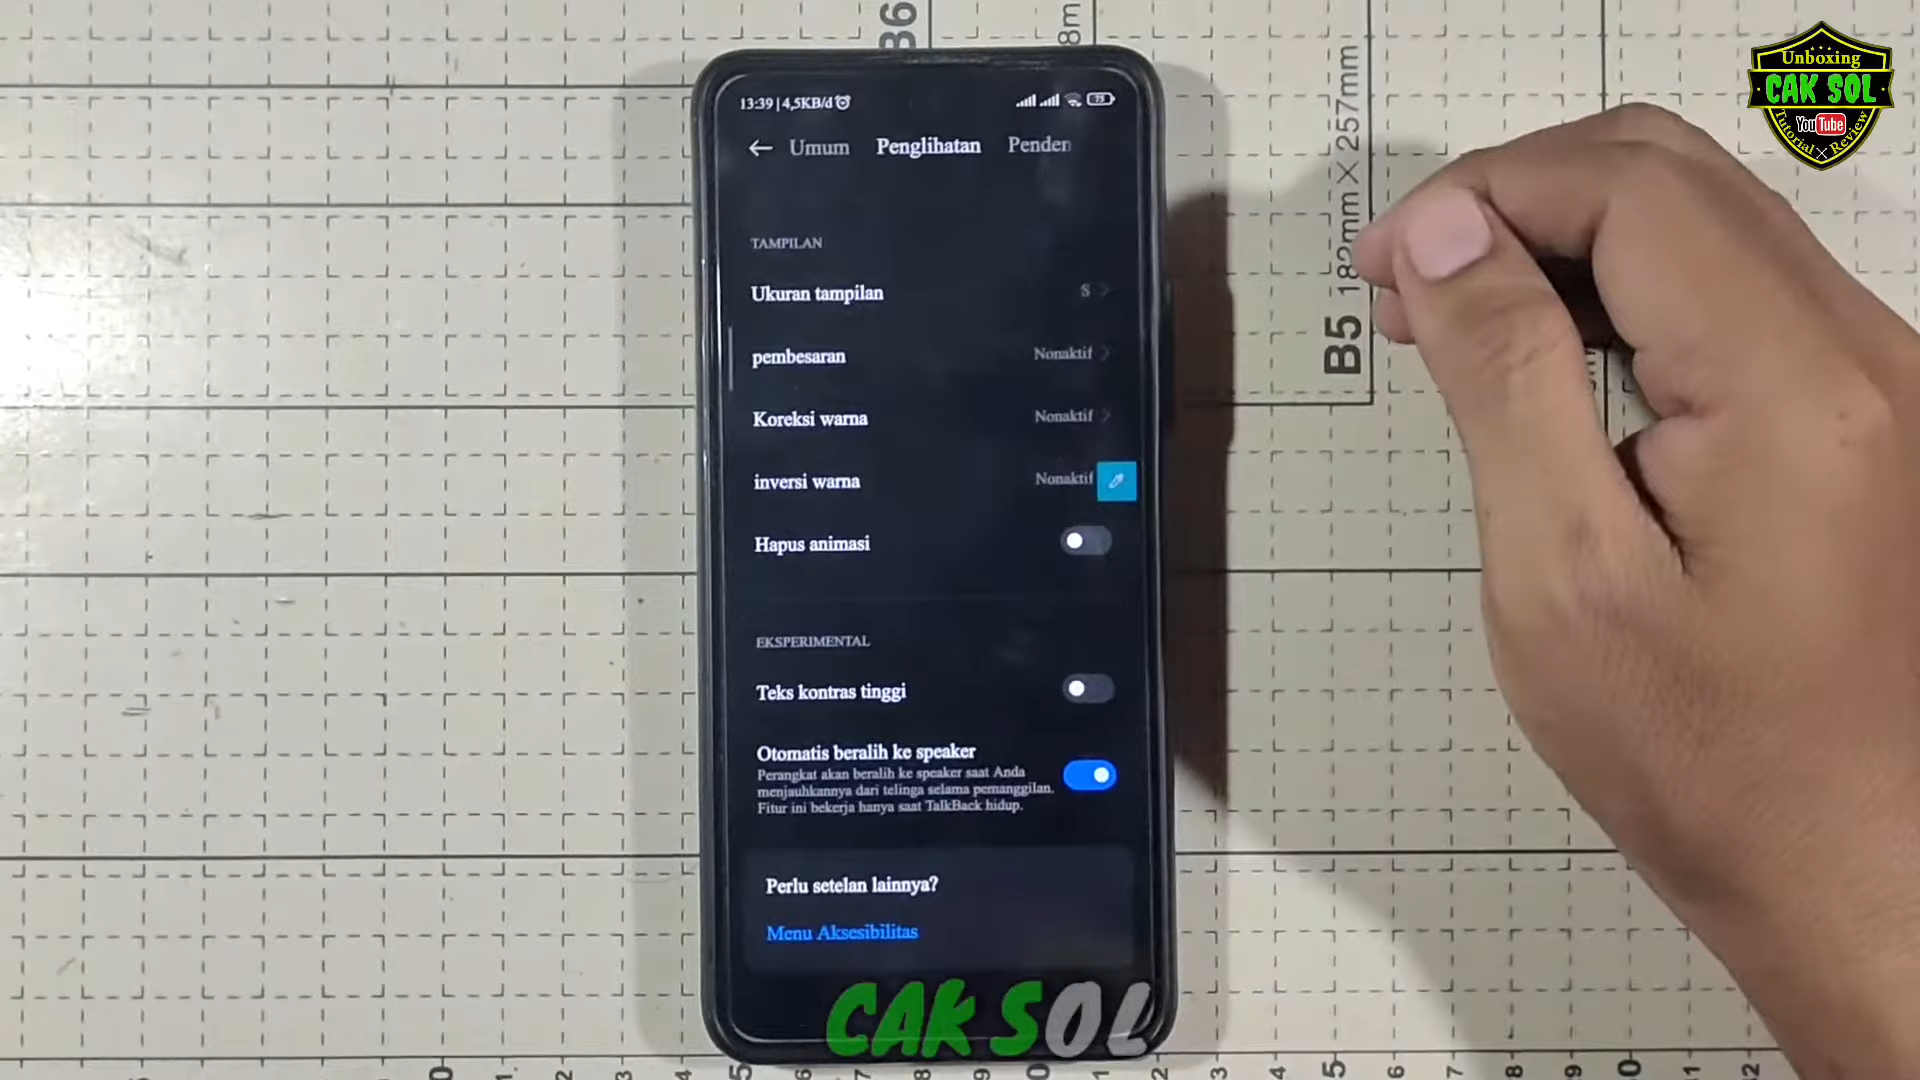 Unboxing
CAK SOL
YouTube
Tutorial X Review
B6
B5 182mm×257mm
13:39 | 4,5KB/d
75
Umum Penglihatan Penden
TAMPILAN
Ukuran tampilan S
pembesaran Nonaktif
Koreksi warna Nonaktif
inversi warna Nonaktif
Hapus animasi
EKSPERIMENTAL
Teks kontras tinggi
Otomatis beralih ke speaker
Perangkat akan beralih ke speaker saat Anda
menjauhkannya dari telinga selama pemanggilan.
Fitur ini bekerja hanya saat TalkBack hidup.
Perlu setelan lainnya?
Menu Aksesibilitas
CAK SOL